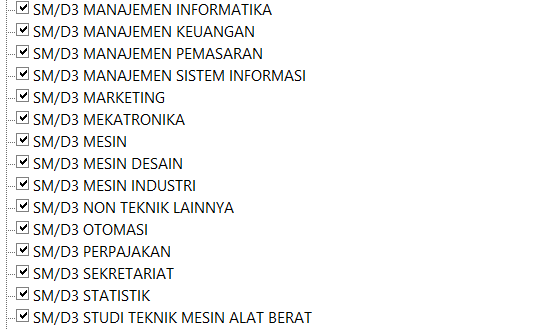 SM/D3 MANAJEMEN INFORMATIKA
SM/D3 MANAJEMEN KEUANGAN
SM/D3 MANAJEMEN PEMASARAN
SM/D3 MANAJEMEN SISTEM INFORMASI
SM/D3 MARKETING
SM/D3 MEKATRONIKA
SM/D3 MESIN
SM/D3 MESIN DESAIN
SM/D3 MESIN INDUSTRI
SM/D3 NON TEKNIK LAINNYA
SM/D3 OTOMASI
SM/D3 PERPAJAKAN
SM/D3 SEKRETARIAT
SM/D3 STATISTIK
SM/D3 STUDI TEKNIK MESIN ALAT BERAT